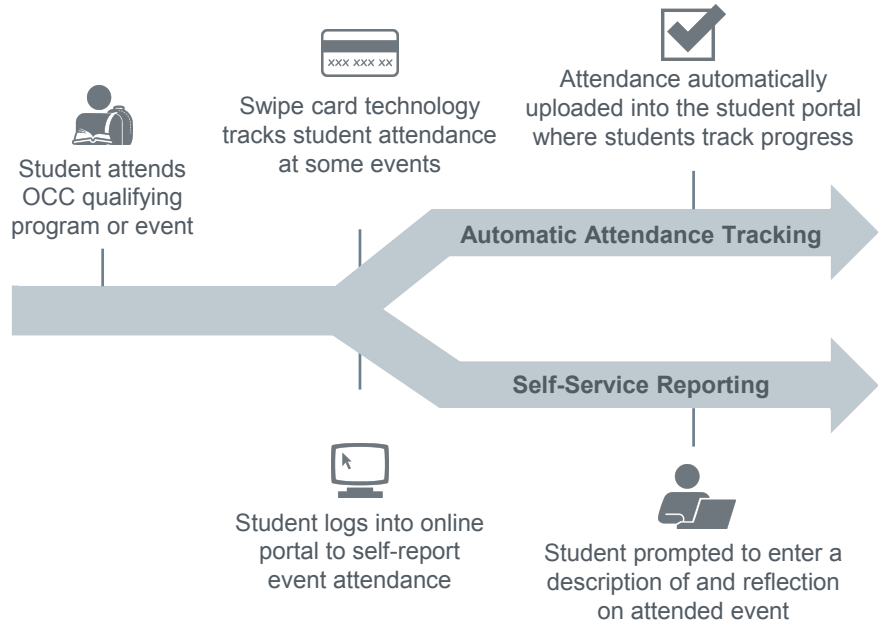 Student attends
OCC qualifying
program or event
xxx xxx xx
Swipe card technology
tracks student attendance
at some events
Attendance automatically
uploaded into the student portal
where students track progress
Automatic Attendance Tracking
Self-Service Reporting
Student logs into online
portal to self-report
event attendance
Student prompted to enter a
description of and reflection
on attended event